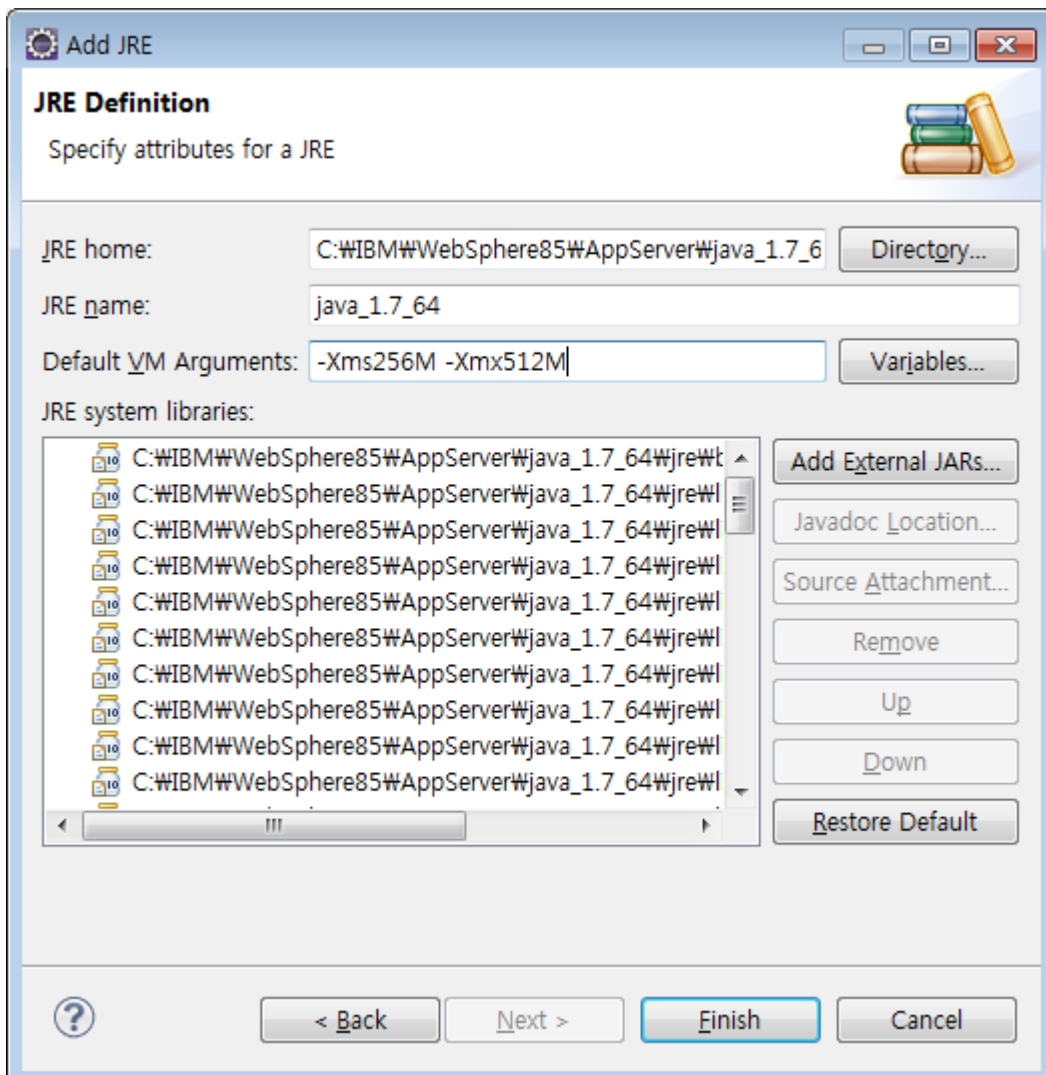 Add JRE
JRE Definition
Specify attributes for a JRE
JRE home:
C:₩IBM₩WebSphere85₩AppServer₩java_1.7_6
Directory...
JRE name:
java_1.7_64
Default VM Arguments:
-Xms256M -Xmx512M
Variables...
JRE system libraries:
C:₩IBM₩WebSphere85₩AppServer₩java_1.7_64₩jre₩b
C:₩IBM₩WebSphere85₩AppServer₩java_1.7_64₩jre₩l
C:₩IBM₩WebSphere85₩AppServer₩java_1.7_64₩jre₩l
C:₩IBM₩WebSphere85₩AppServer₩java_1.7_64₩jre₩l
C:₩IBM₩WebSphere85₩AppServer₩java_1.7_64₩jre₩l
C:₩IBM₩WebSphere85₩AppServer₩java_1.7_64₩jre₩l
C:₩IBM₩WebSphere85₩AppServer₩java_1.7_64₩jre₩l
C:₩IBM₩WebSphere85₩AppServer₩java_1.7_64₩jre₩l
C:₩IBM₩WebSphere85₩AppServer₩java_1.7_64₩jre₩l
C:₩IBM₩WebSphere85₩AppServer₩java_1.7_64₩jre₩l
Add External JARs...
Javadoc Location...
Source Attachment...
Remove
Up
Down
Restore Default
?
< Back
Next >
Finish
Cancel